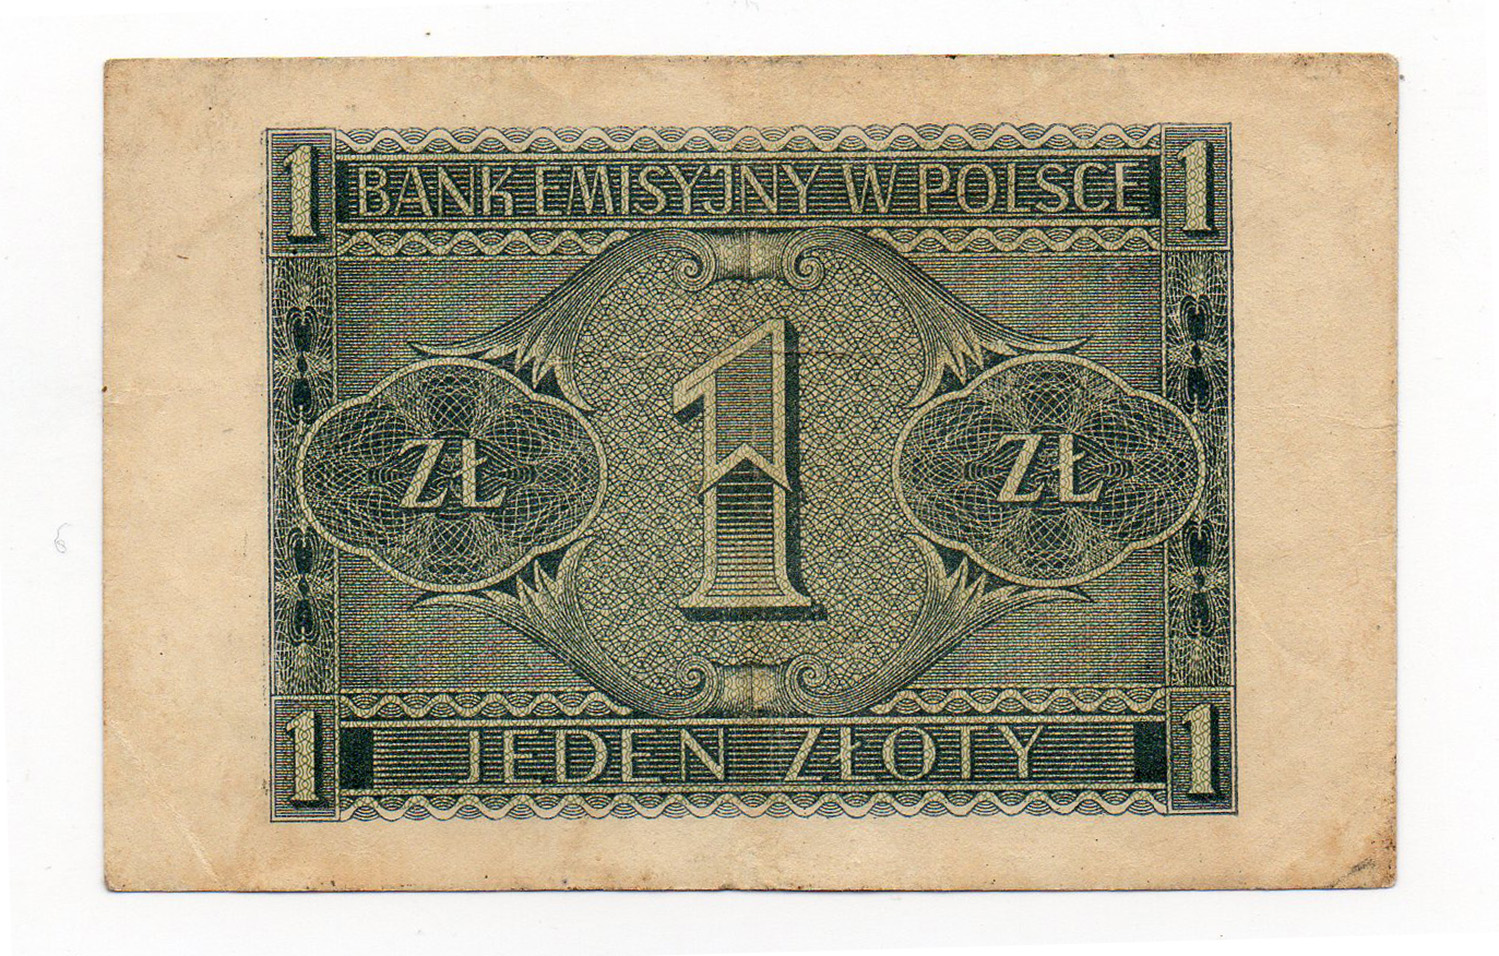 1 BANK EMISYJNY W POLSCE 1
ZŁ 1 ZŁ
1 JEDEN ZŁOTY 1